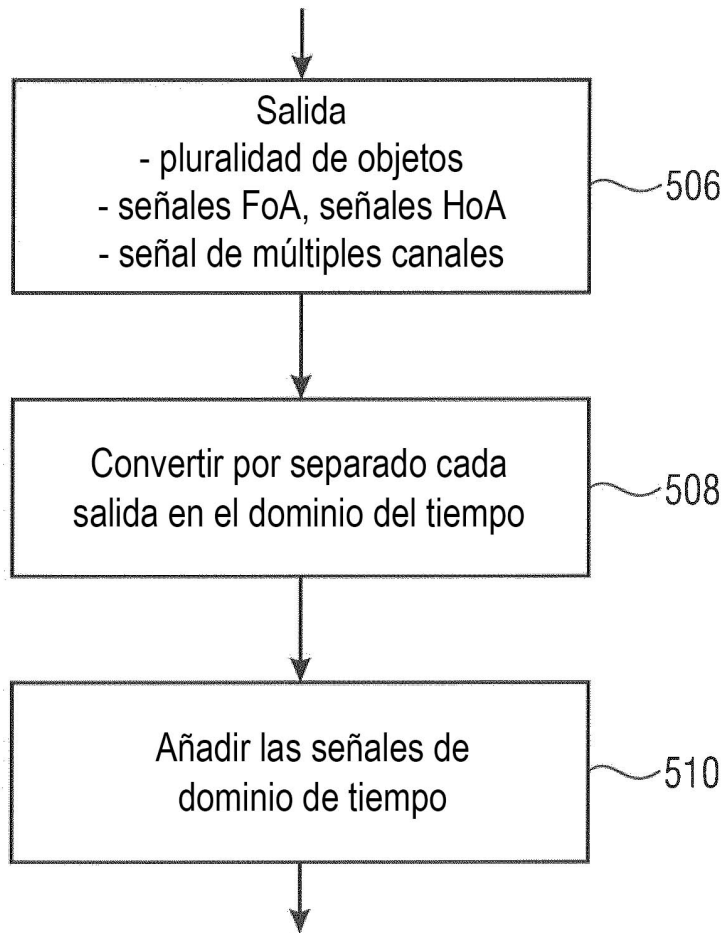 Salida
- pluralidad de objetos
- señales FoA, señales HoA
- señal de múltiples canales
506
Convertir por separado cada
salida en el dominio del tiempo
508
Añadir las señales de
dominio de tiempo
510